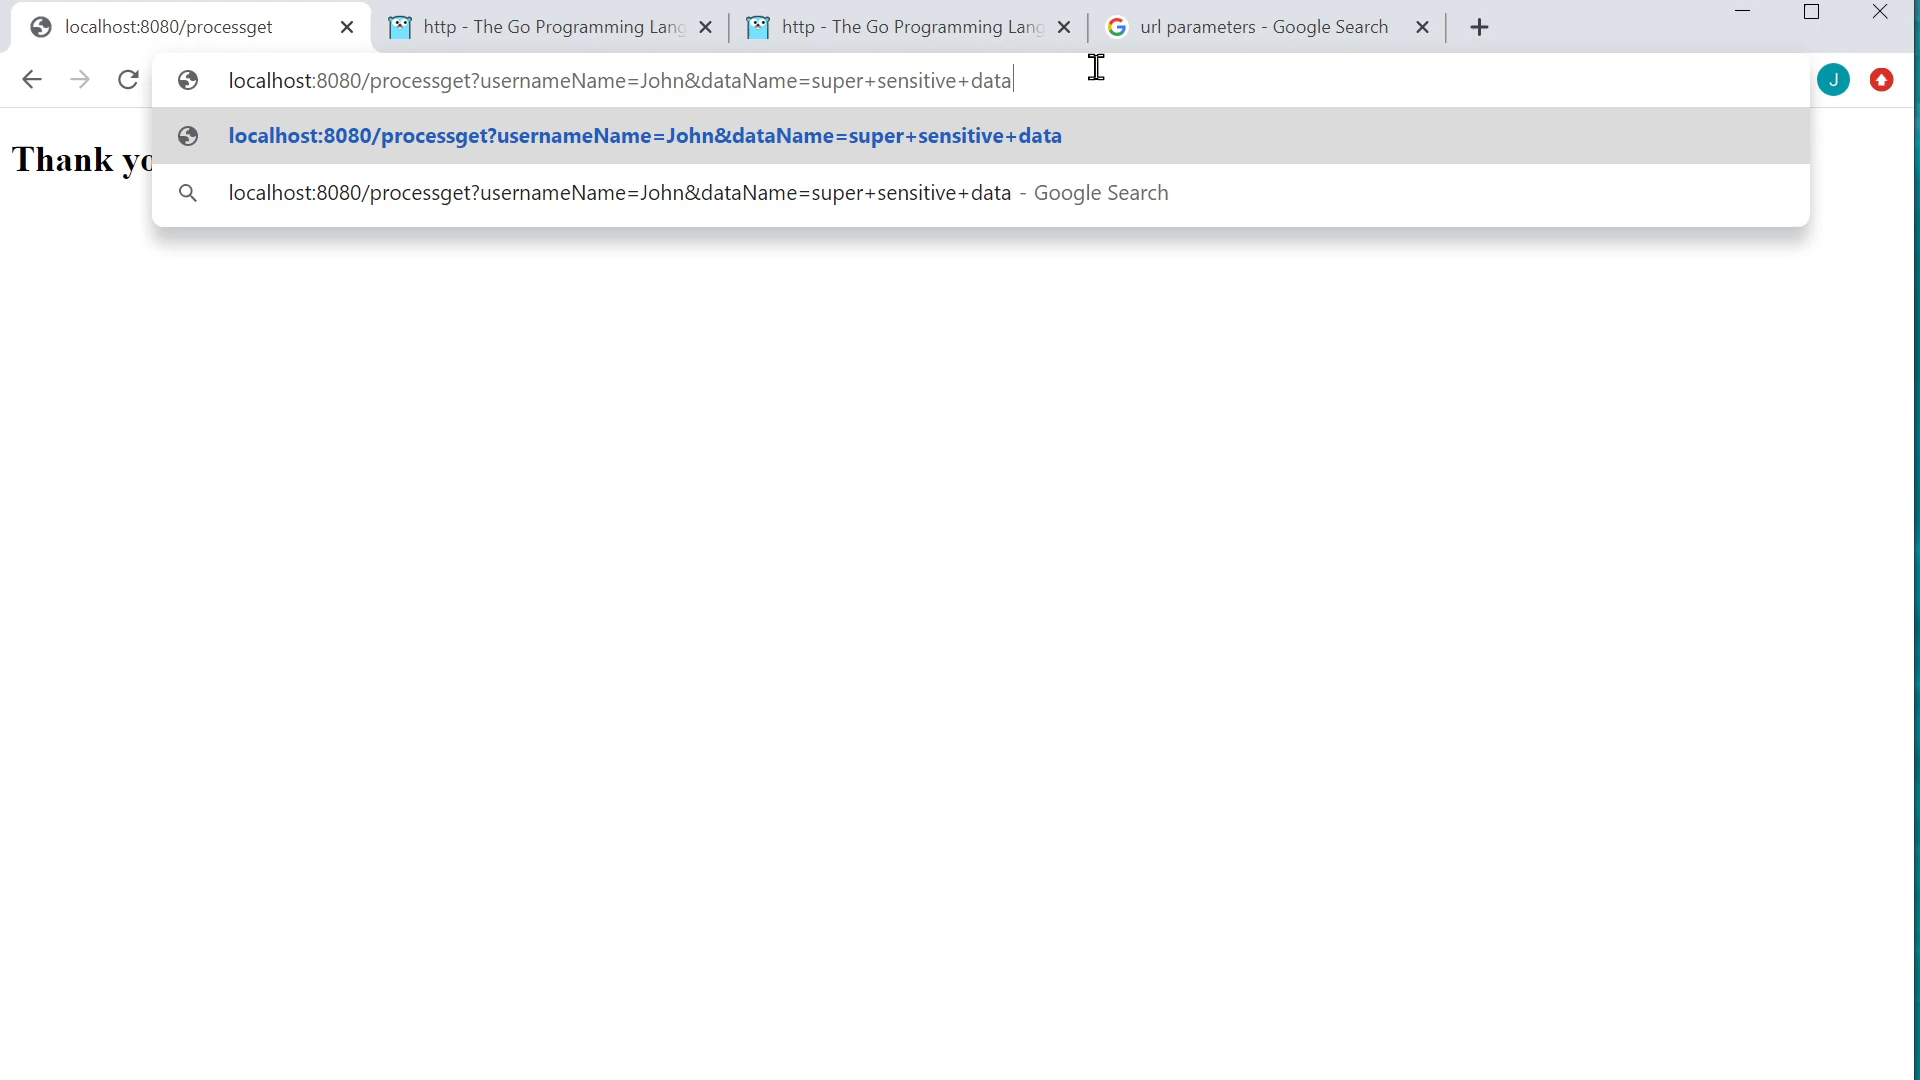 localhost:8080/processget
http - The Go Programming Lang
http - The Go Programming Lang
url parameters - Google Search
localhost:8080/processget?usernameName=John&dataName=super+sensitive+data
J
localhost:8080/processget?usernameName=John&dataName=super+sensitive+data
Thank yo
localhost:8080/processget?usernameName=John&dataName=super+sensitive+data - Google Search